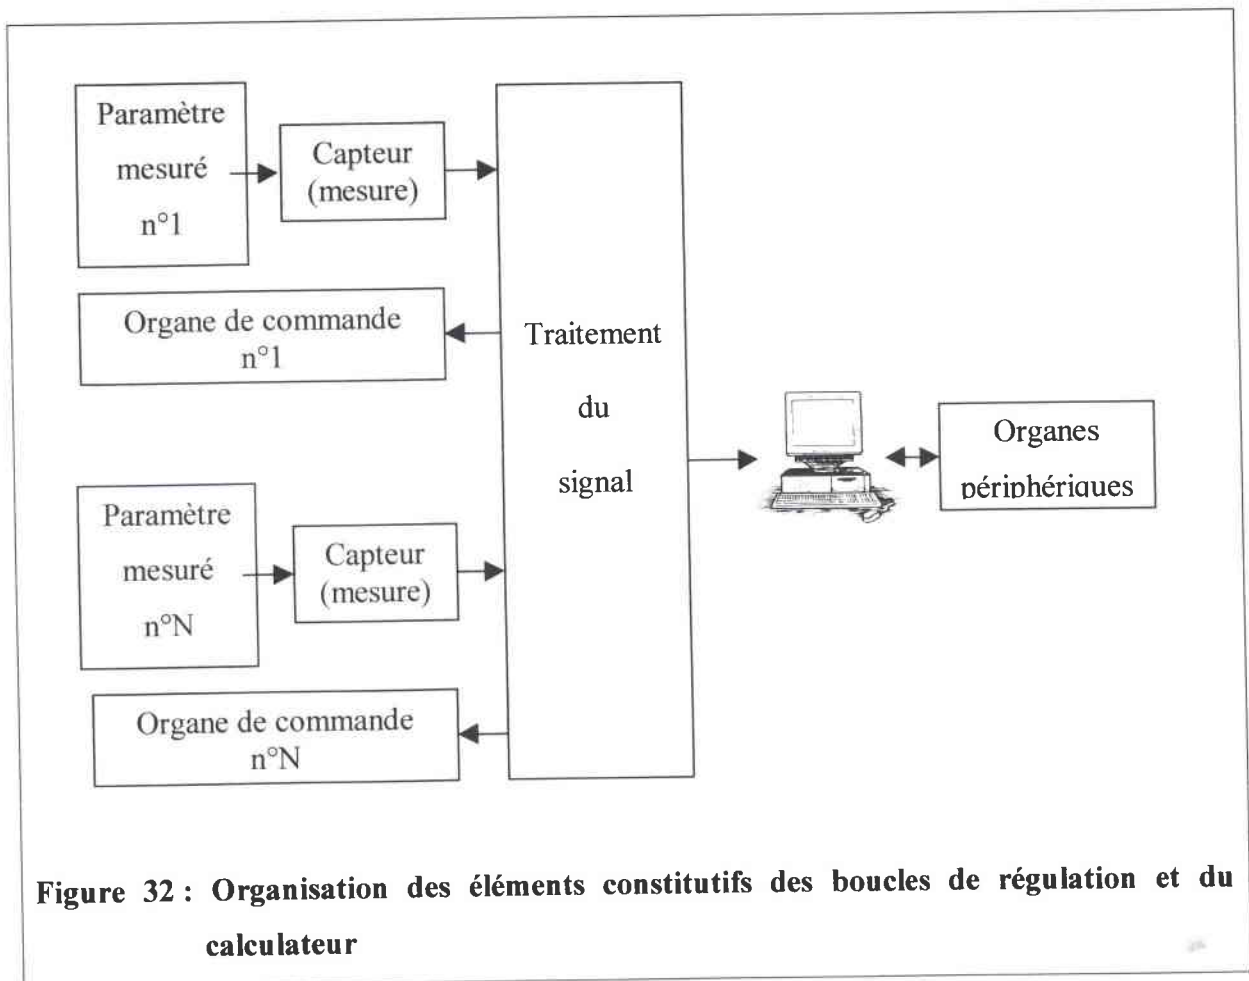 Paramètre
mesuré
n°1
Capteur
(mesure)
Organe de commande
n°1
Paramètre
mesuré
n°N
Capteur
(mesure)
Organe de commande
n°N
Traitement
du
signal
Organes
périphériques
Figure 32 : Organisation des éléments constitutifs des boucles de régulation et du
calculateur